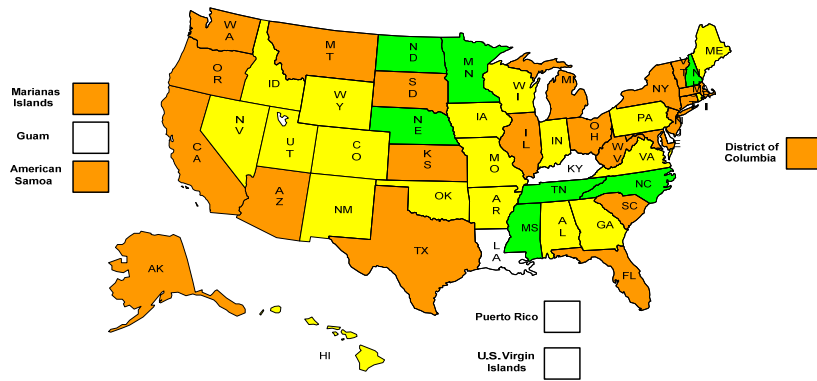 WA
MT
ND
MN
ME
VT
N
OR
ID
SD
WI
MI
NY
WY
Marianas
Islands
Guam
American
Samoa
NV
NE
IA
PA
IL
IN
OH
E
District of
Columbia
CA
UT
CO
KS
MO
WV
VA
KY
AZ
NM
OK
AR
TN
NC
SC
MS
AL
GA
TX
LA
AK
FL
HI
Puerto Rico
U.S. Virgin
Islands